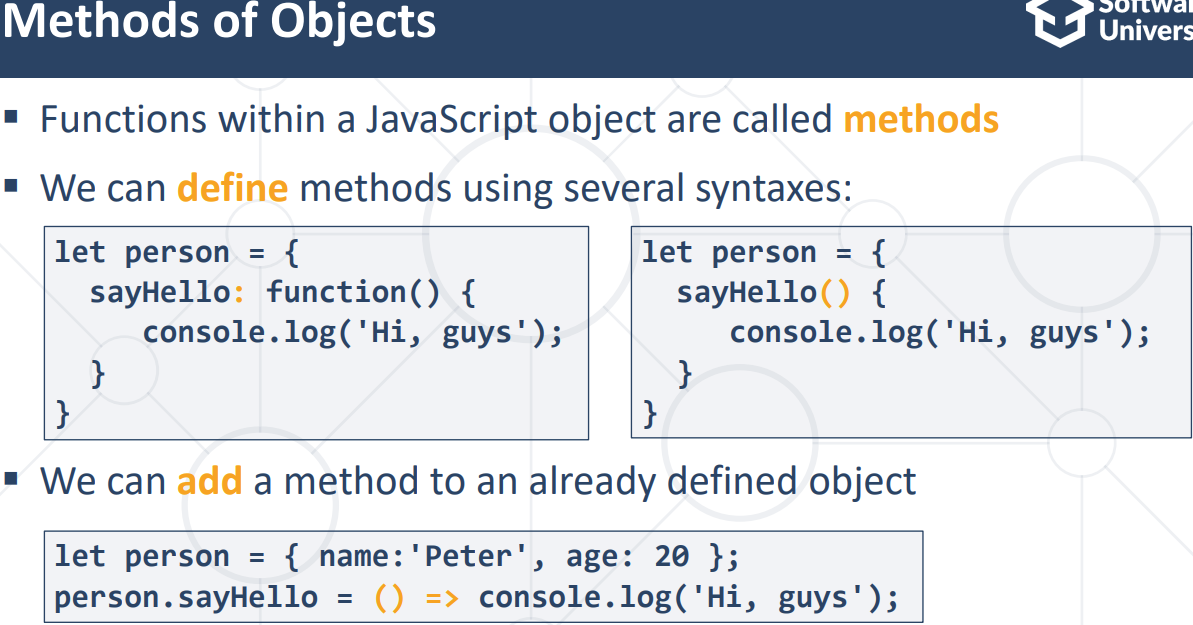 Methods of Objects
▪ Functions within a JavaScript object are called methods
▪ We can define methods using several syntaxes:
let person = {
  sayHello: function() {
     console.log('Hi, guys');
  }
}
let person = {
  sayHello() {
     console.log('Hi, guys');
  }
}
▪ We can add a method to an already defined object
let person = { name:'Peter', age: 20 };
person.sayHello = () => console.log('Hi, guys');